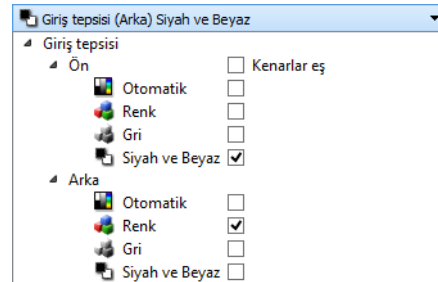 Giriş tepsisi (Arka) Siyah ve Beyaz
Giriş tepsisi
Ön Kenarlar eş
Otomatik
Renk
Gri
Siyah ve Beyaz
Arka
Otomatik
Renk
Gri
Siyah ve Beyaz